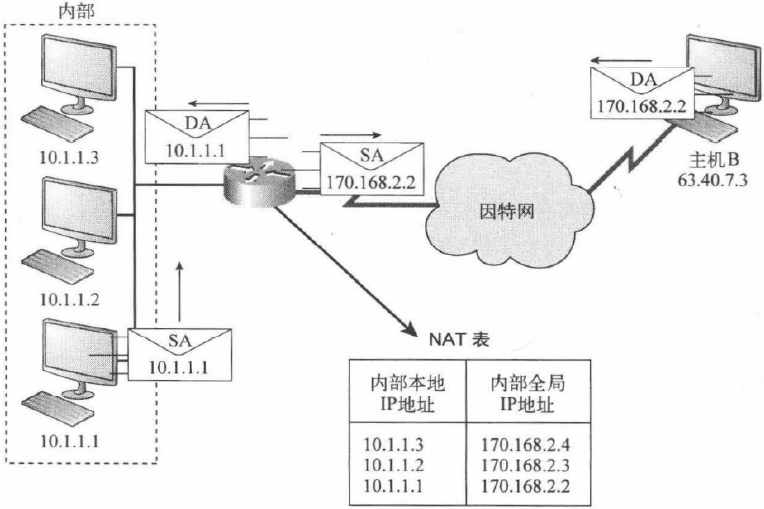 内部
10.1.1.3
10.1.1.2
10.1.1.1
SA
10.1.1.1
DA
10.1.1.1
SA
170.168.2.2
因特网
DA
170.168.2.2
主机B
63.40.7.3
NAT 表
内部本地
IP地址
内部全局
IP地址
10.1.1.3 170.168.2.4
10.1.1.2 170.168.2.3
10.1.1.1 170.168.2.2